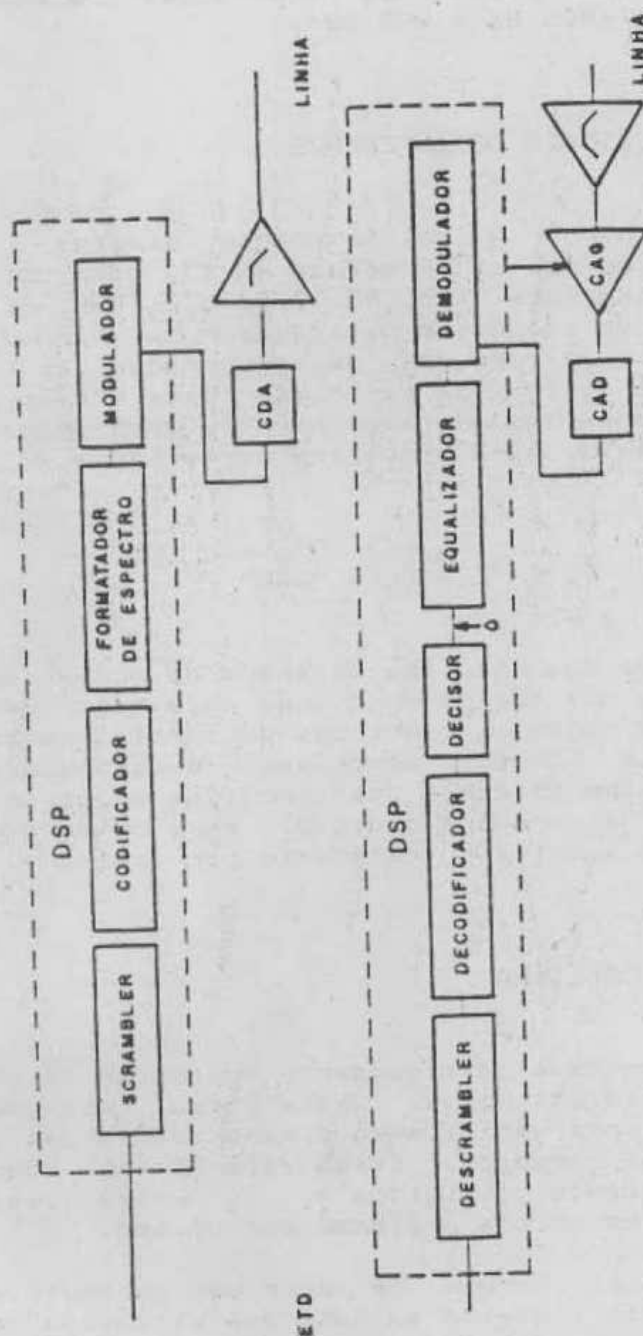 DSP
SCRAMBLER
CODIFICADOR
FORMATADOR
DE ESPECTRO
MODULADOR
CDA
LINHA
ETD
DSP
DESCRAMBLER
DECODIFICADOR
DECISOR
EQUALIZADOR
DEMODULADOR
CAD
CAG
LINHA